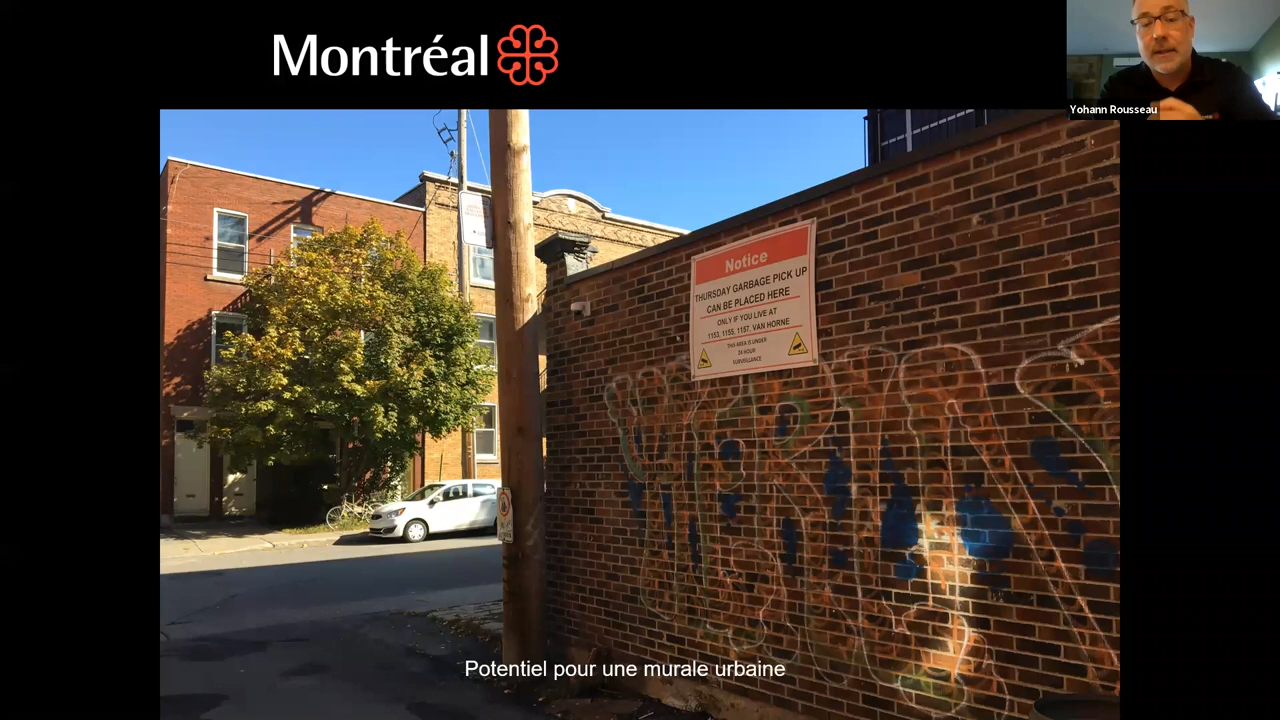 Montréal
Yohann Rousseau
Notice
THURSDAY GARBAGE PICK UP
CAN BE PLACED HERE
ONLY IF YOU LIVE AT
1153, 1155, 1157, VAN HORNE
THIS AREA IS UNDER
24 HOUR
SURVEILLANCE
Potentiel pour une murale urbaine